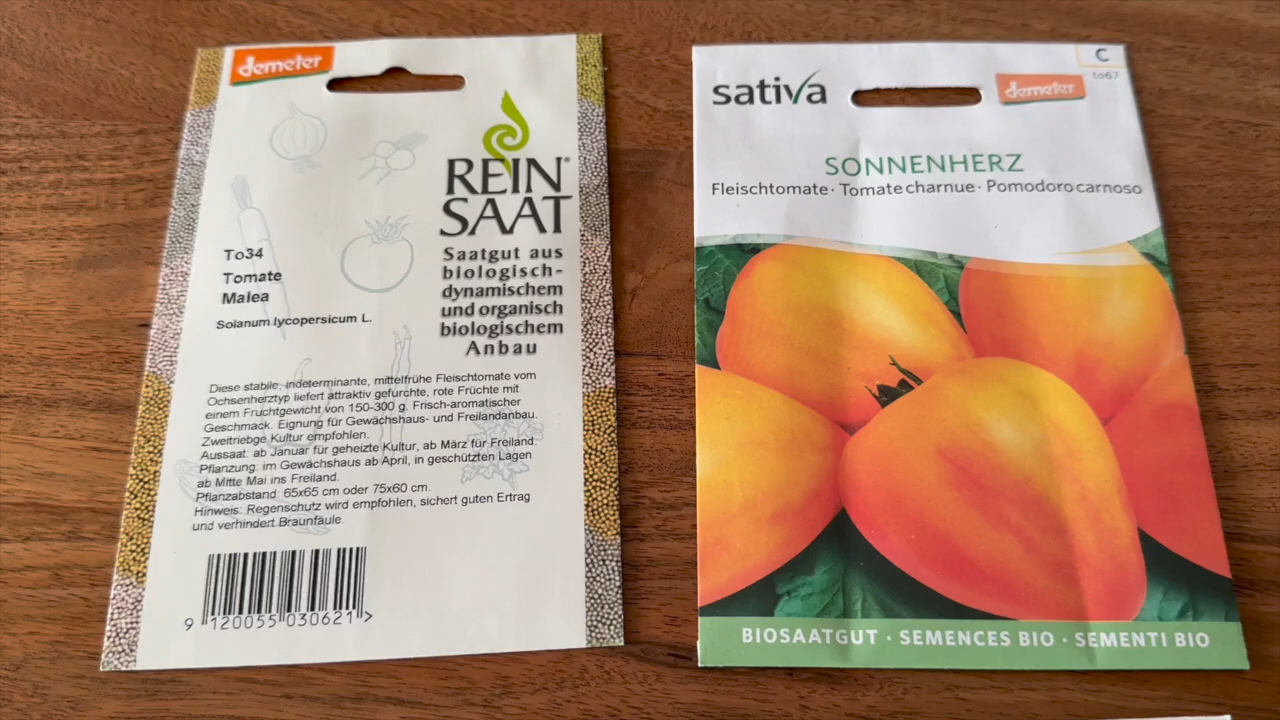 demeter
REIN®
SAAT
Saatgut aus
biologisch-
dynamischem
und organisch
biologischem
Anbau
To34
Tomate
Malea
Solanum lycopersicum L.
Diese stabile, indeterminante, mittelfrühe Fleischtomate vom
Ochsenherztyp liefert attraktiv gefurchte, rote Früchte mit
einem Fruchtgewicht von 150-300 g. Frisch-aromatischer
Geschmack. Eignung für Gewächshaus- und Freilandanbau.
Zweitriebge Kultur empfohlen.
Aussaat: ab Januar für geheizte Kultur, ab März für Freiland.
Pflanzung: im Gewächshaus ab April, in geschützten Lagen
ab Mitte Mai ins Freiland.
Pflanzabstand: 65x65 cm oder 75x60 cm.
Hinweis: Regenschutz wird empfohlen, sichert guten Ertrag
und verhindert Braunfäule.
9 120055 030621 >
sativa
demeter
C
to67
SONNENHERZ
Fleischtomate · Tomate charnue · Pomodoro carnoso
BIOSAATGUT · SEMENCES BIO · SEMENTI BIO